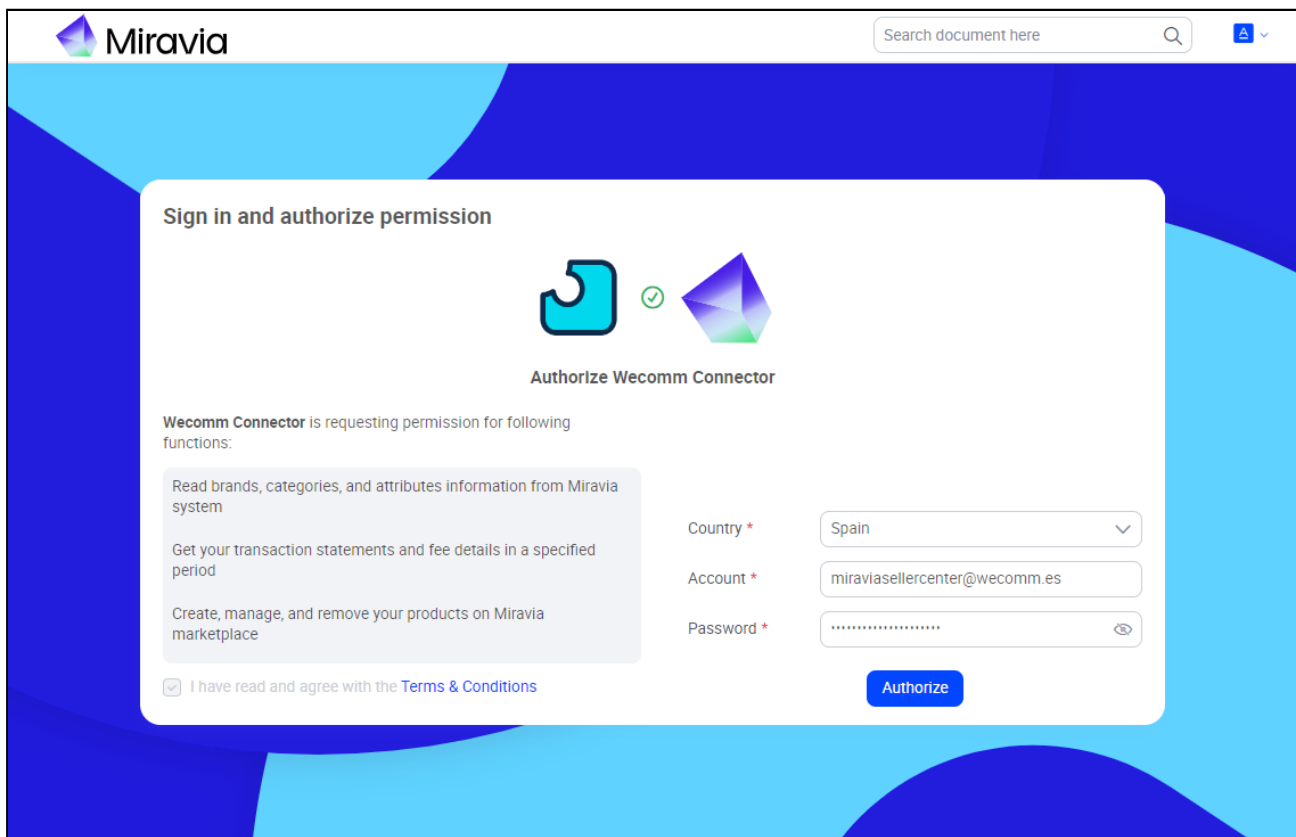 Miravia
Search document here
A
Sign in and authorize permission
Authorize Wecomm Connector
Wecomm Connector is requesting permission for following
functions:
Read brands, categories, and attributes information from Miravia
system
Get your transaction statements and fee details in a specified
period
Create, manage, and remove your products on Miravia
marketplace
Country *
Spain
Account *
miraviasellercenter@wecomm.es
Password *
•••••••••••••••••••••
I have read and agree with the Terms & Conditions
Authorize